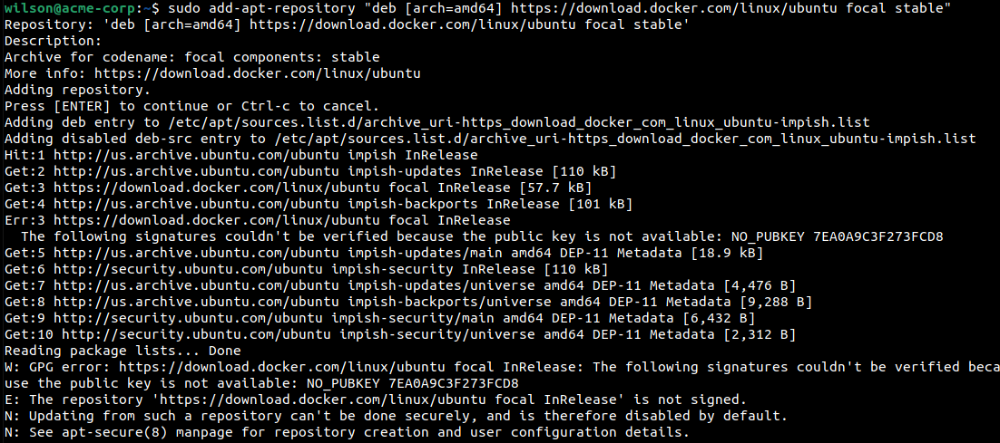 wilson@acme-corp:~$ sudo add-apt-repository "deb [arch=amd64] https://download.docker.com/linux/ubuntu focal stable"
Repository: 'deb [arch=amd64] https://download.docker.com/linux/ubuntu focal stable'
Description:
Archive for codename: focal components: stable
More info: https://download.docker.com/linux/ubuntu
Adding repository.
Press [ENTER] to continue or Ctrl-c to cancel.
Adding deb entry to /etc/apt/sources.list.d/archive_uri-https_download_docker_com_linux_ubuntu-impish.list
Adding disabled deb-src entry to /etc/apt/sources.list.d/archive_uri-https_download_docker_com_linux_ubuntu-impish.list
Hit:1 http://us.archive.ubuntu.com/ubuntu impish InRelease
Get:2 http://us.archive.ubuntu.com/ubuntu impish-updates InRelease [110 kB]
Get:3 https://download.docker.com/linux/ubuntu focal InRelease [57.7 kB]
Get:4 http://us.archive.ubuntu.com/ubuntu impish-backports InRelease [101 kB]
Err:3 https://download.docker.com/linux/ubuntu focal InRelease
  The following signatures couldn't be verified because the public key is not available: NO_PUBKEY 7EA0A9C3F273FCD8
Get:5 http://us.archive.ubuntu.com/ubuntu impish-updates/main amd64 DEP-11 Metadata [18.9 kB]
Get:6 http://security.ubuntu.com/ubuntu impish-security InRelease [110 kB]
Get:7 http://us.archive.ubuntu.com/ubuntu impish-updates/universe amd64 DEP-11 Metadata [4,476 B]
Get:8 http://us.archive.ubuntu.com/ubuntu impish-backports/universe amd64 DEP-11 Metadata [9,288 B]
Get:9 http://security.ubuntu.com/ubuntu impish-security/main amd64 DEP-11 Metadata [6,432 B]
Get:10 http://security.ubuntu.com/ubuntu impish-security/universe amd64 DEP-11 Metadata [2,312 B]
Reading package lists... Done
W: GPG error: https://download.docker.com/linux/ubuntu focal InRelease: The following signatures couldn't be verified beca
use the public key is not available: NO_PUBKEY 7EA0A9C3F273FCD8
E: The repository 'https://download.docker.com/linux/ubuntu focal InRelease' is not signed.
N: Updating from such a repository can't be done securely, and is therefore disabled by default.
N: See apt-secure(8) manpage for repository creation and user configuration details.